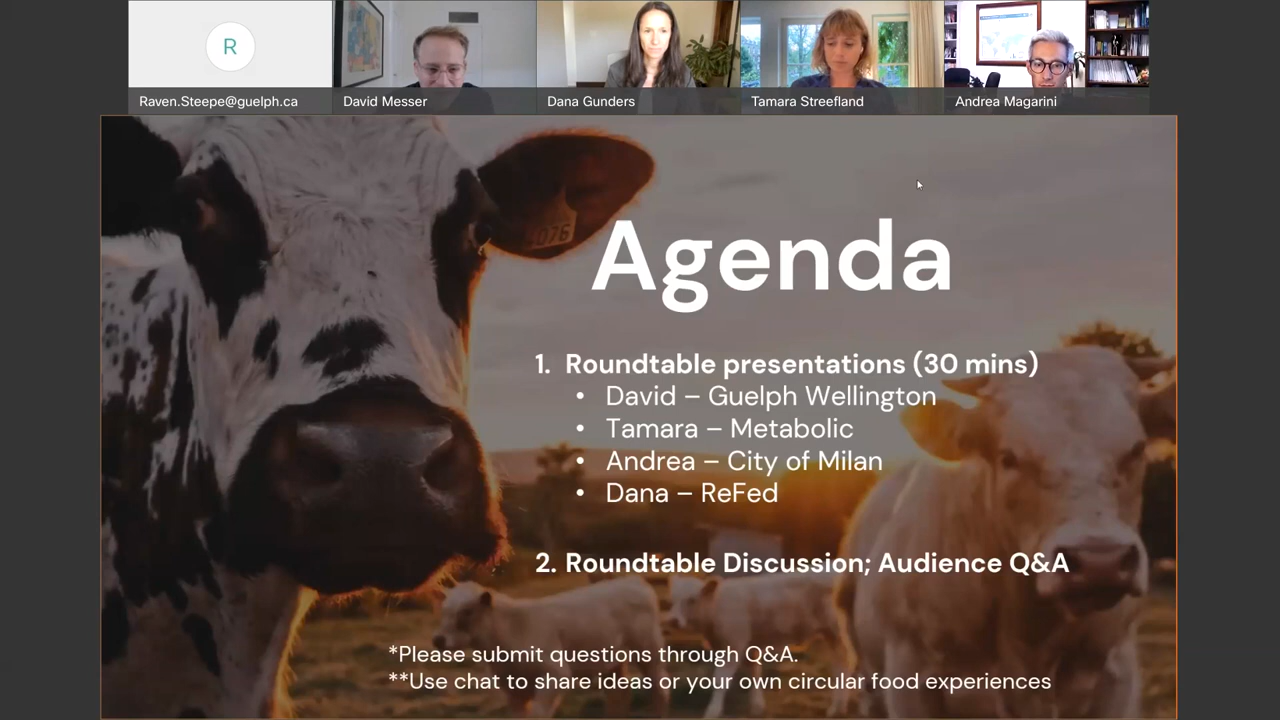 R
Raven.Steepe@guelph.ca
David Messer
Dana Gunders
Tamara Streefland
Andrea Magarini
076
Agenda
1. Roundtable presentations (30 mins)
• David – Guelph Wellington
• Tamara – Metabolic
• Andrea – City of Milan
• Dana – ReFed
2. Roundtable Discussion; Audience Q&A
*Please submit questions through Q&A.
**Use chat to share ideas or your own circular food experiences